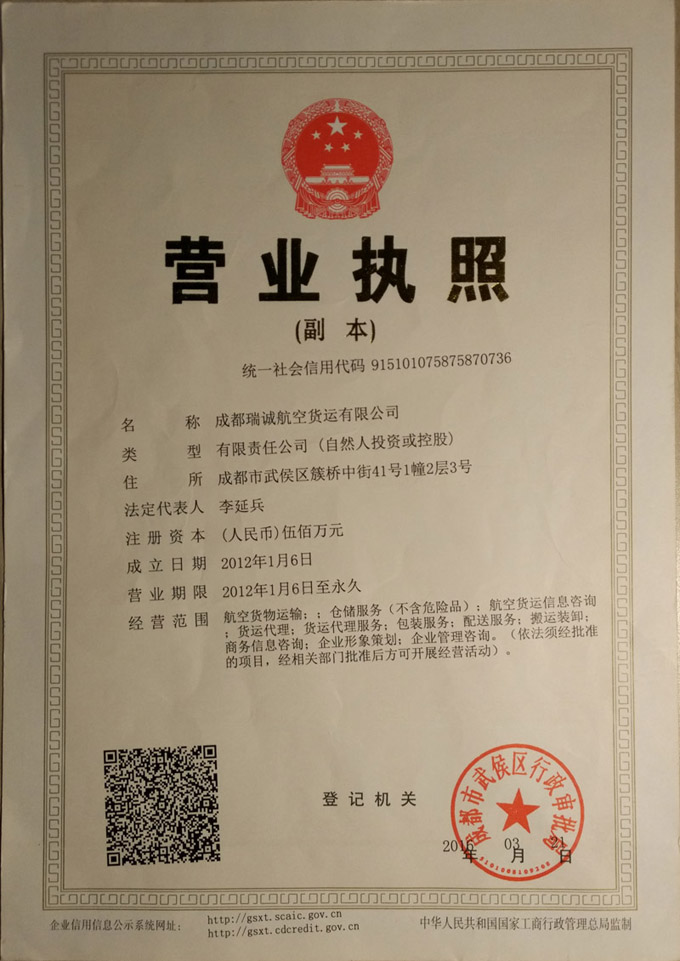 营业执照
(副 本)
统一社会信用代码 915101075875870736
名 称 成都瑞诚航空货运有限公司
类 型 有限责任公司(自然人投资或控股)
住 所 成都市武侯区簇桥中街41号1幢2层3号
法定代表人 李延兵
注册资本 (人民币)伍佰万元
成立日期 2012年1月6日
营业期限 2012年1月6日至永久
经营范围 航空货物运输;;仓储服务(不含危险品);航空货运信息咨询
;货运代理;货运代理服务;包装服务;配送服务;搬运装卸;
商务信息咨询;企业形象策划;企业管理咨询。(依法须经批准
的项目,经相关部门批准后方可开展经营活动)。
登记机关
成都市武侯区行政审批局
2016年 03月 21日
企业信用信息公示系统网址: http://gsxt.scaic.gov.cn
http://gsxt.cdcredit.gov.cn
中华人民共和国国家工商行政管理总局监制